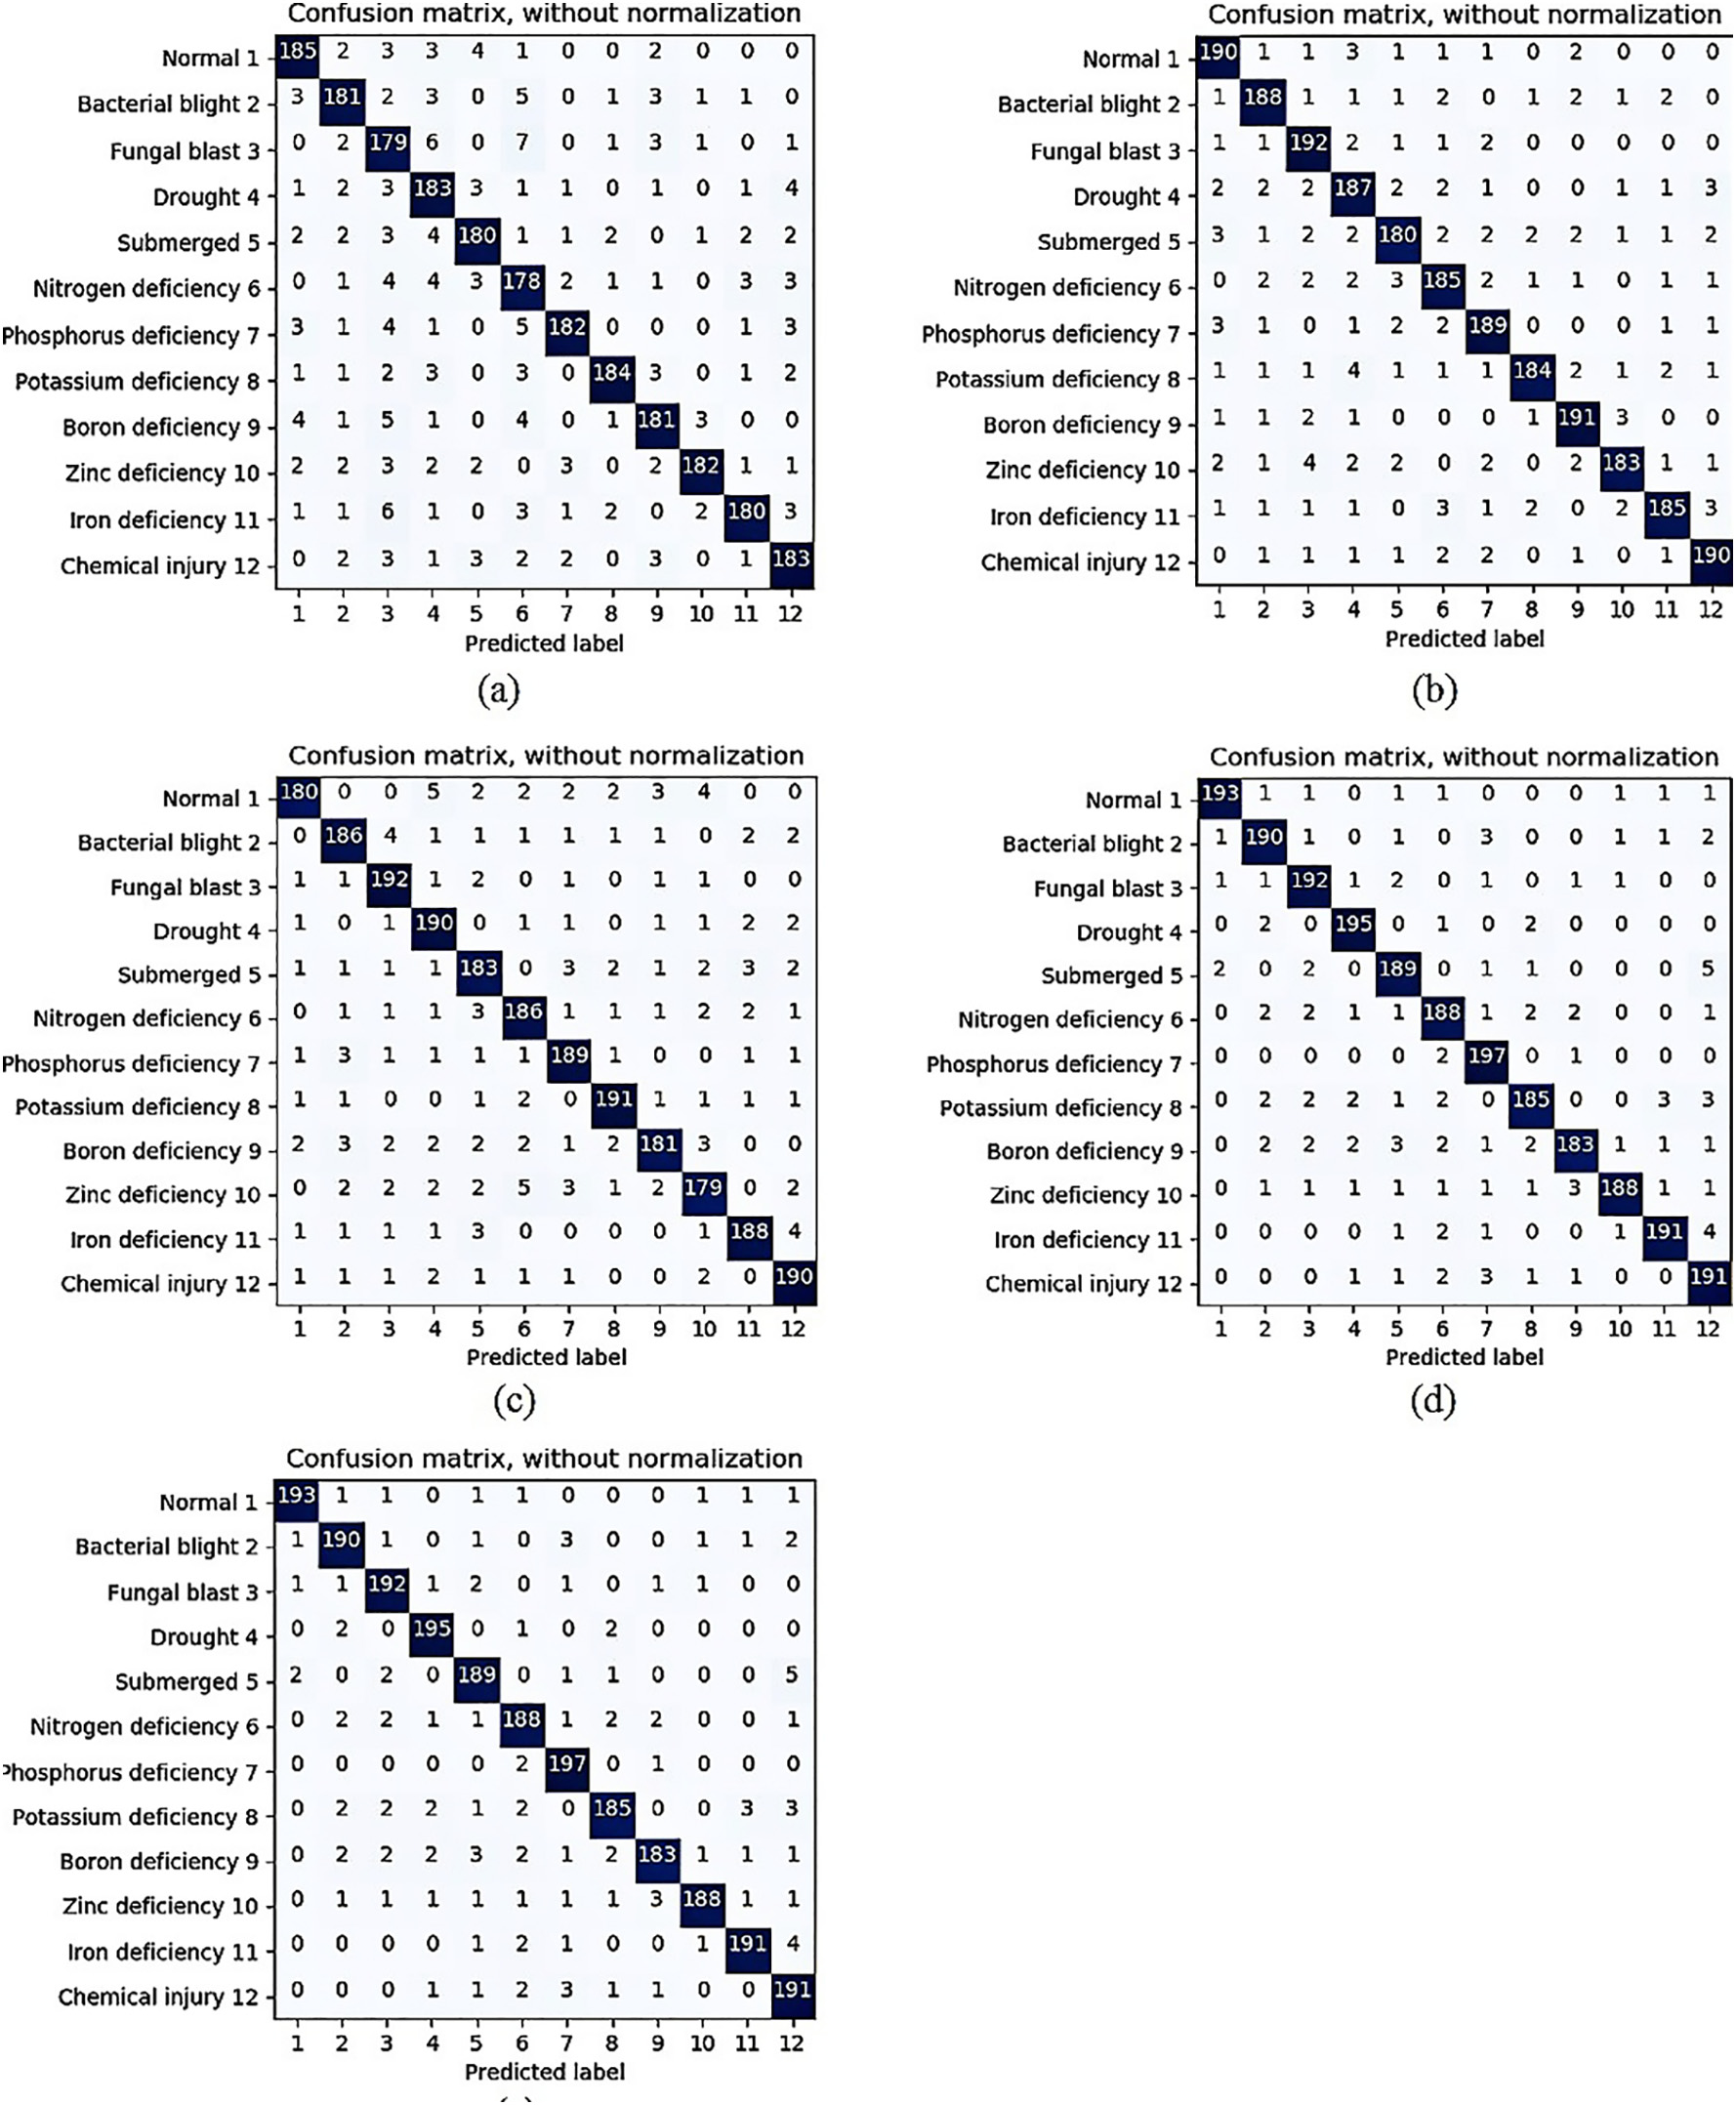 Confusion matrix, without normalization
Normal 1 185 2 3 3 4 1 0 0 2 0 0 0
Bacterial blight 2 3 181 2 3 0 5 0 1 3 1 1 0
Fungal blast 3 0 2 179 6 0 7 0 1 3 1 0 1
Drought 4 1 2 3 183 3 1 1 0 1 0 1 4
Submerged 5 2 2 3 4 180 1 1 2 0 1 2 2
Nitrogen deficiency 6 0 1 4 4 3 178 2 1 1 0 3 3
Phosphorus deficiency 7 3 1 4 1 0 5 182 0 0 0 1 3
Potassium deficiency 8 1 1 2 3 0 3 0 184 3 0 1 2
Boron deficiency 9 4 1 5 1 0 4 0 1 181 3 0 0
Zinc deficiency 10 2 2 3 2 2 0 3 0 2 182 1 1
Iron deficiency 11 1 1 6 1 0 3 1 2 0 2 180 3
Chemical injury 12 0 2 3 1 3 2 2 0 3 0 1 183
1 2 3 4 5 6 7 8 9 10 11 12
Predicted label
(a)
Confusion matrix, without normalization
Normal 1 190 1 1 3 1 1 1 0 2 0 0 0
Bacterial blight 2 1 188 1 1 1 2 0 1 2 1 2 0
Fungal blast 3 1 1 192 2 1 1 2 0 0 0 0 0
Drought 4 2 2 2 187 2 2 1 0 0 1 1 3
Submerged 5 3 1 2 2 180 2 2 2 2 1 1 2
Nitrogen deficiency 6 0 2 2 2 3 185 2 1 1 0 1 1
Phosphorus deficiency 7 3 1 0 1 2 2 189 0 0 0 1 1
Potassium deficiency 8 1 1 1 4 1 1 1 184 2 1 2 1
Boron deficiency 9 1 1 2 1 0 0 0 1 191 3 0 0
Zinc deficiency 10 2 1 4 2 2 0 2 0 2 183 1 1
Iron deficiency 11 1 1 1 1 0 3 1 2 0 2 185 3
Chemical injury 12 0 1 1 1 1 2 2 0 1 0 1 190
1 2 3 4 5 6 7 8 9 10 11 12
Predicted label
(b)
Confusion matrix, without normalization
Normal 1 180 0 0 5 2 2 2 2 3 4 0 0
Bacterial blight 2 0 186 4 1 1 1 1 1 1 0 2 2
Fungal blast 3 1 1 192 1 2 0 1 0 1 1 0 0
Drought 4 1 0 1 190 0 1 1 0 1 1 2 2
Submerged 5 1 1 1 1 183 0 3 2 1 2 3 2
Nitrogen deficiency 6 0 1 1 1 3 186 1 1 1 2 2 1
Phosphorus deficiency 7 1 3 1 1 1 1 189 1 0 0 1 1
Potassium deficiency 8 1 1 0 0 1 2 0 191 1 1 1 1
Boron deficiency 9 2 3 2 2 2 2 1 2 181 3 0 0
Zinc deficiency 10 0 2 2 2 2 5 3 1 2 179 0 2
Iron deficiency 11 1 1 1 1 3 0 0 0 0 1 188 4
Chemical injury 12 1 1 1 2 1 1 1 0 0 2 0 190
1 2 3 4 5 6 7 8 9 10 11 12
Predicted label
(c)
Confusion matrix, without normalization
Normal 1 193 1 1 0 1 1 0 0 0 1 1 1
Bacterial blight 2 1 190 1 0 1 0 3 0 0 1 1 2
Fungal blast 3 1 1 192 1 2 0 1 0 1 1 0 0
Drought 4 0 2 0 195 0 1 0 2 0 0 0 0
Submerged 5 2 0 2 0 189 0 1 1 0 0 0 5
Nitrogen deficiency 6 0 2 2 1 1 188 1 2 2 0 0 1
Phosphorus deficiency 7 0 0 0 0 0 2 197 0 1 0 0 0
Potassium deficiency 8 0 2 2 2 1 2 0 185 0 0 3 3
Boron deficiency 9 0 2 2 2 3 2 1 2 183 1 1 1
Zinc deficiency 10 0 1 1 1 1 1 1 1 3 188 1 1
Iron deficiency 11 0 0 0 0 1 2 1 0 0 1 191 4
Chemical injury 12 0 0 0 1 1 2 3 1 1 0 0 191
1 2 3 4 5 6 7 8 9 10 11 12
Predicted label
(d)
Confusion matrix, without normalization
Normal 1 193 1 1 0 1 1 0 0 0 1 1 1
Bacterial blight 2 1 190 1 0 1 0 3 0 0 1 1 2
Fungal blast 3 1 1 192 1 2 0 1 0 1 1 0 0
Drought 4 0 2 0 195 0 1 0 2 0 0 0 0
Submerged 5 2 0 2 0 189 0 1 1 0 0 0 5
Nitrogen deficiency 6 0 2 2 1 1 188 1 2 2 0 0 1
Phosphorus deficiency 7 0 0 0 0 0 2 197 0 1 0 0 0
Potassium deficiency 8 0 2 2 2 1 2 0 185 0 0 3 3
Boron deficiency 9 0 2 2 2 3 2 1 2 183 1 1 1
Zinc deficiency 10 0 1 1 1 1 1 1 1 3 188 1 1
Iron deficiency 11 0 0 0 0 1 2 1 0 0 1 191 4
Chemical injury 12 0 0 0 1 1 2 3 1 1 0 0 191
1 2 3 4 5 6 7 8 9 10 11 12
Predicted label